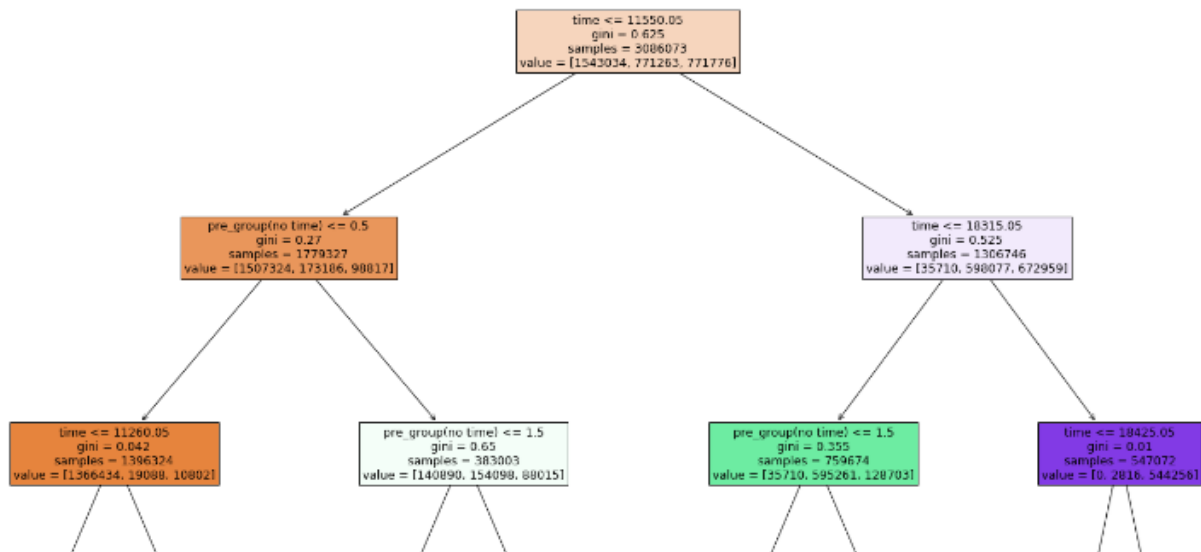 time <= 11550.05
gini = 0.625
samples = 3086073
value = [1543034, 771263, 771776]
pre_group(no time) <= 0.5
gini = 0.27
samples = 1779327
value = [1507324, 173186, 98817]
time <= 18315.05
gini = 0.525
samples = 1306746
value = [35710, 598077, 672959]
time <= 11260.05
gini = 0.042
samples = 1396324
value = [1366434, 19088, 10802]
pre_group(no time) <= 1.5
gini = 0.65
samples = 383003
value = [140890, 154098, 88015]
pre_group(no time) <= 1.5
gini = 0.355
samples = 759674
value = [35710, 595261, 128703]
time <= 18425.05
gini = 0.01
samples = 547072
value = [0, 2816, 544256]